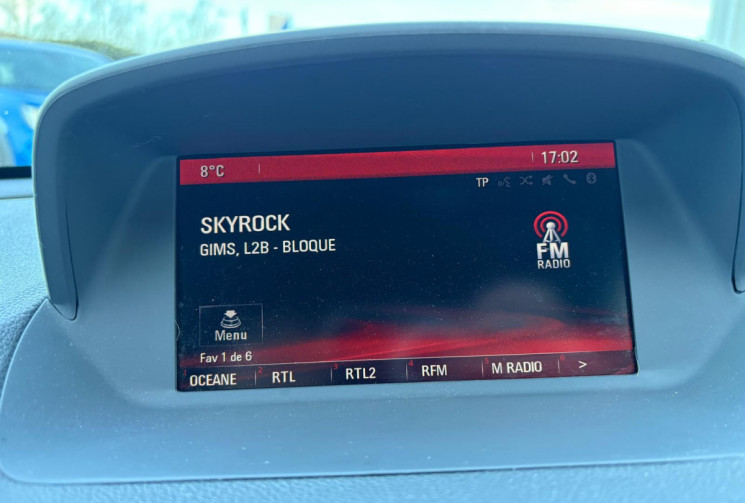 8°C 17:02
TP
SKYROCK
GIMS, L2B - BLOQUE
FM
RADIO
Menu
Fav 1 de 6
OCEANE 2 RTL 3 RTL2 4 RFM 5 M RADIO 6 >